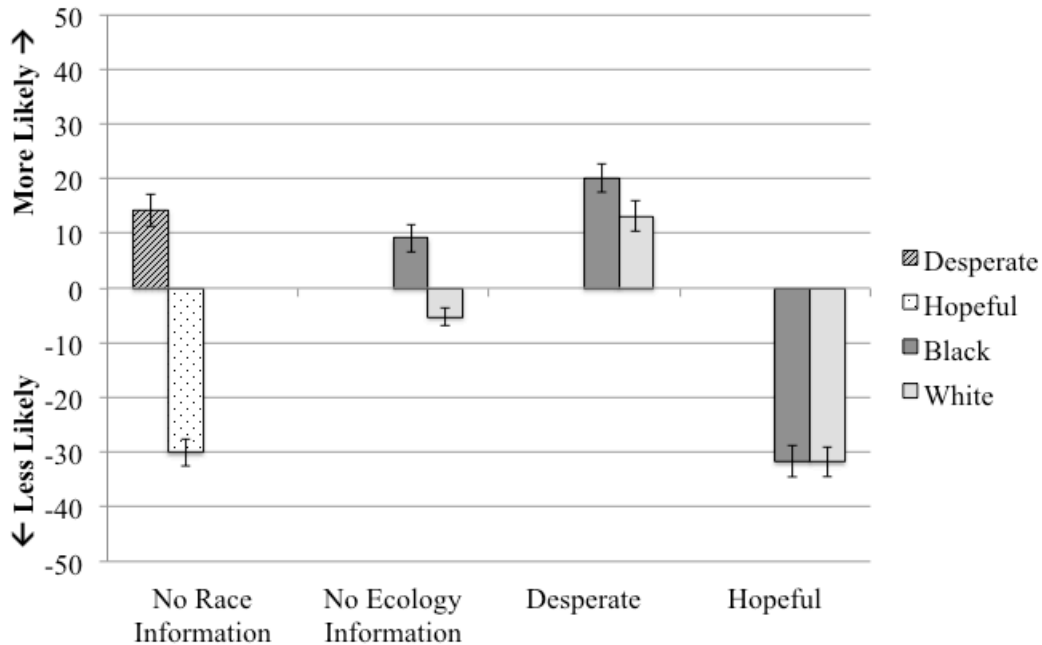 50
40
30
20
10
0
-10
-20
-30
-40
-50
← Less Likely
More Likely →
No Race
Information
No Ecology
Information
Desperate
Hopeful
Desperate
Hopeful
Black
White